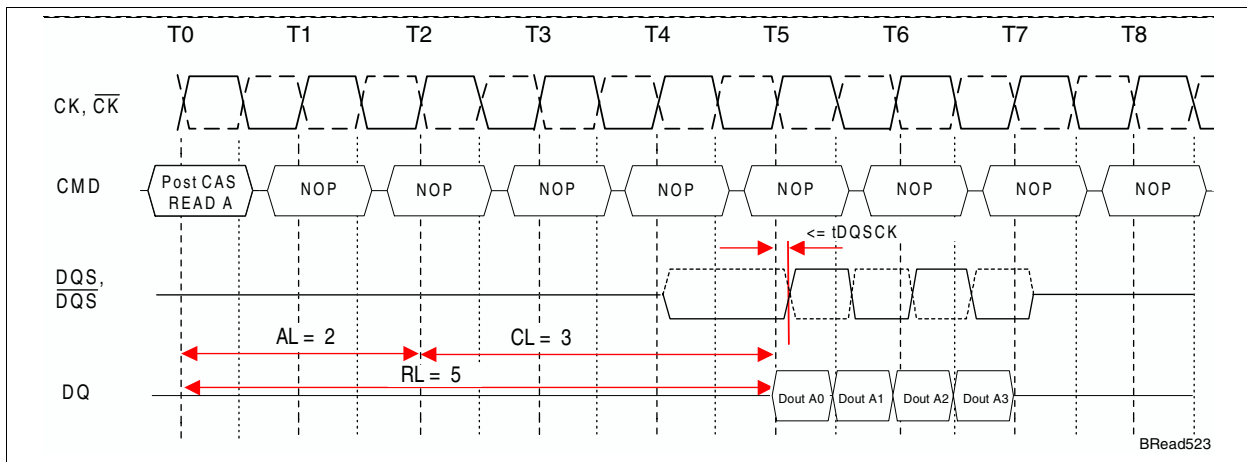 T0 T1 T2 T3 T4 T5 T6 T7 T8
CK, CK
CMD
Post CAS
READ A
NOP NOP NOP NOP NOP NOP NOP NOP
<= tDQSCK
DQS,
DQS
AL = 2
CL = 3
RL = 5
DQ
Dout A0 Dout A1 Dout A2 Dout A3
BRead523